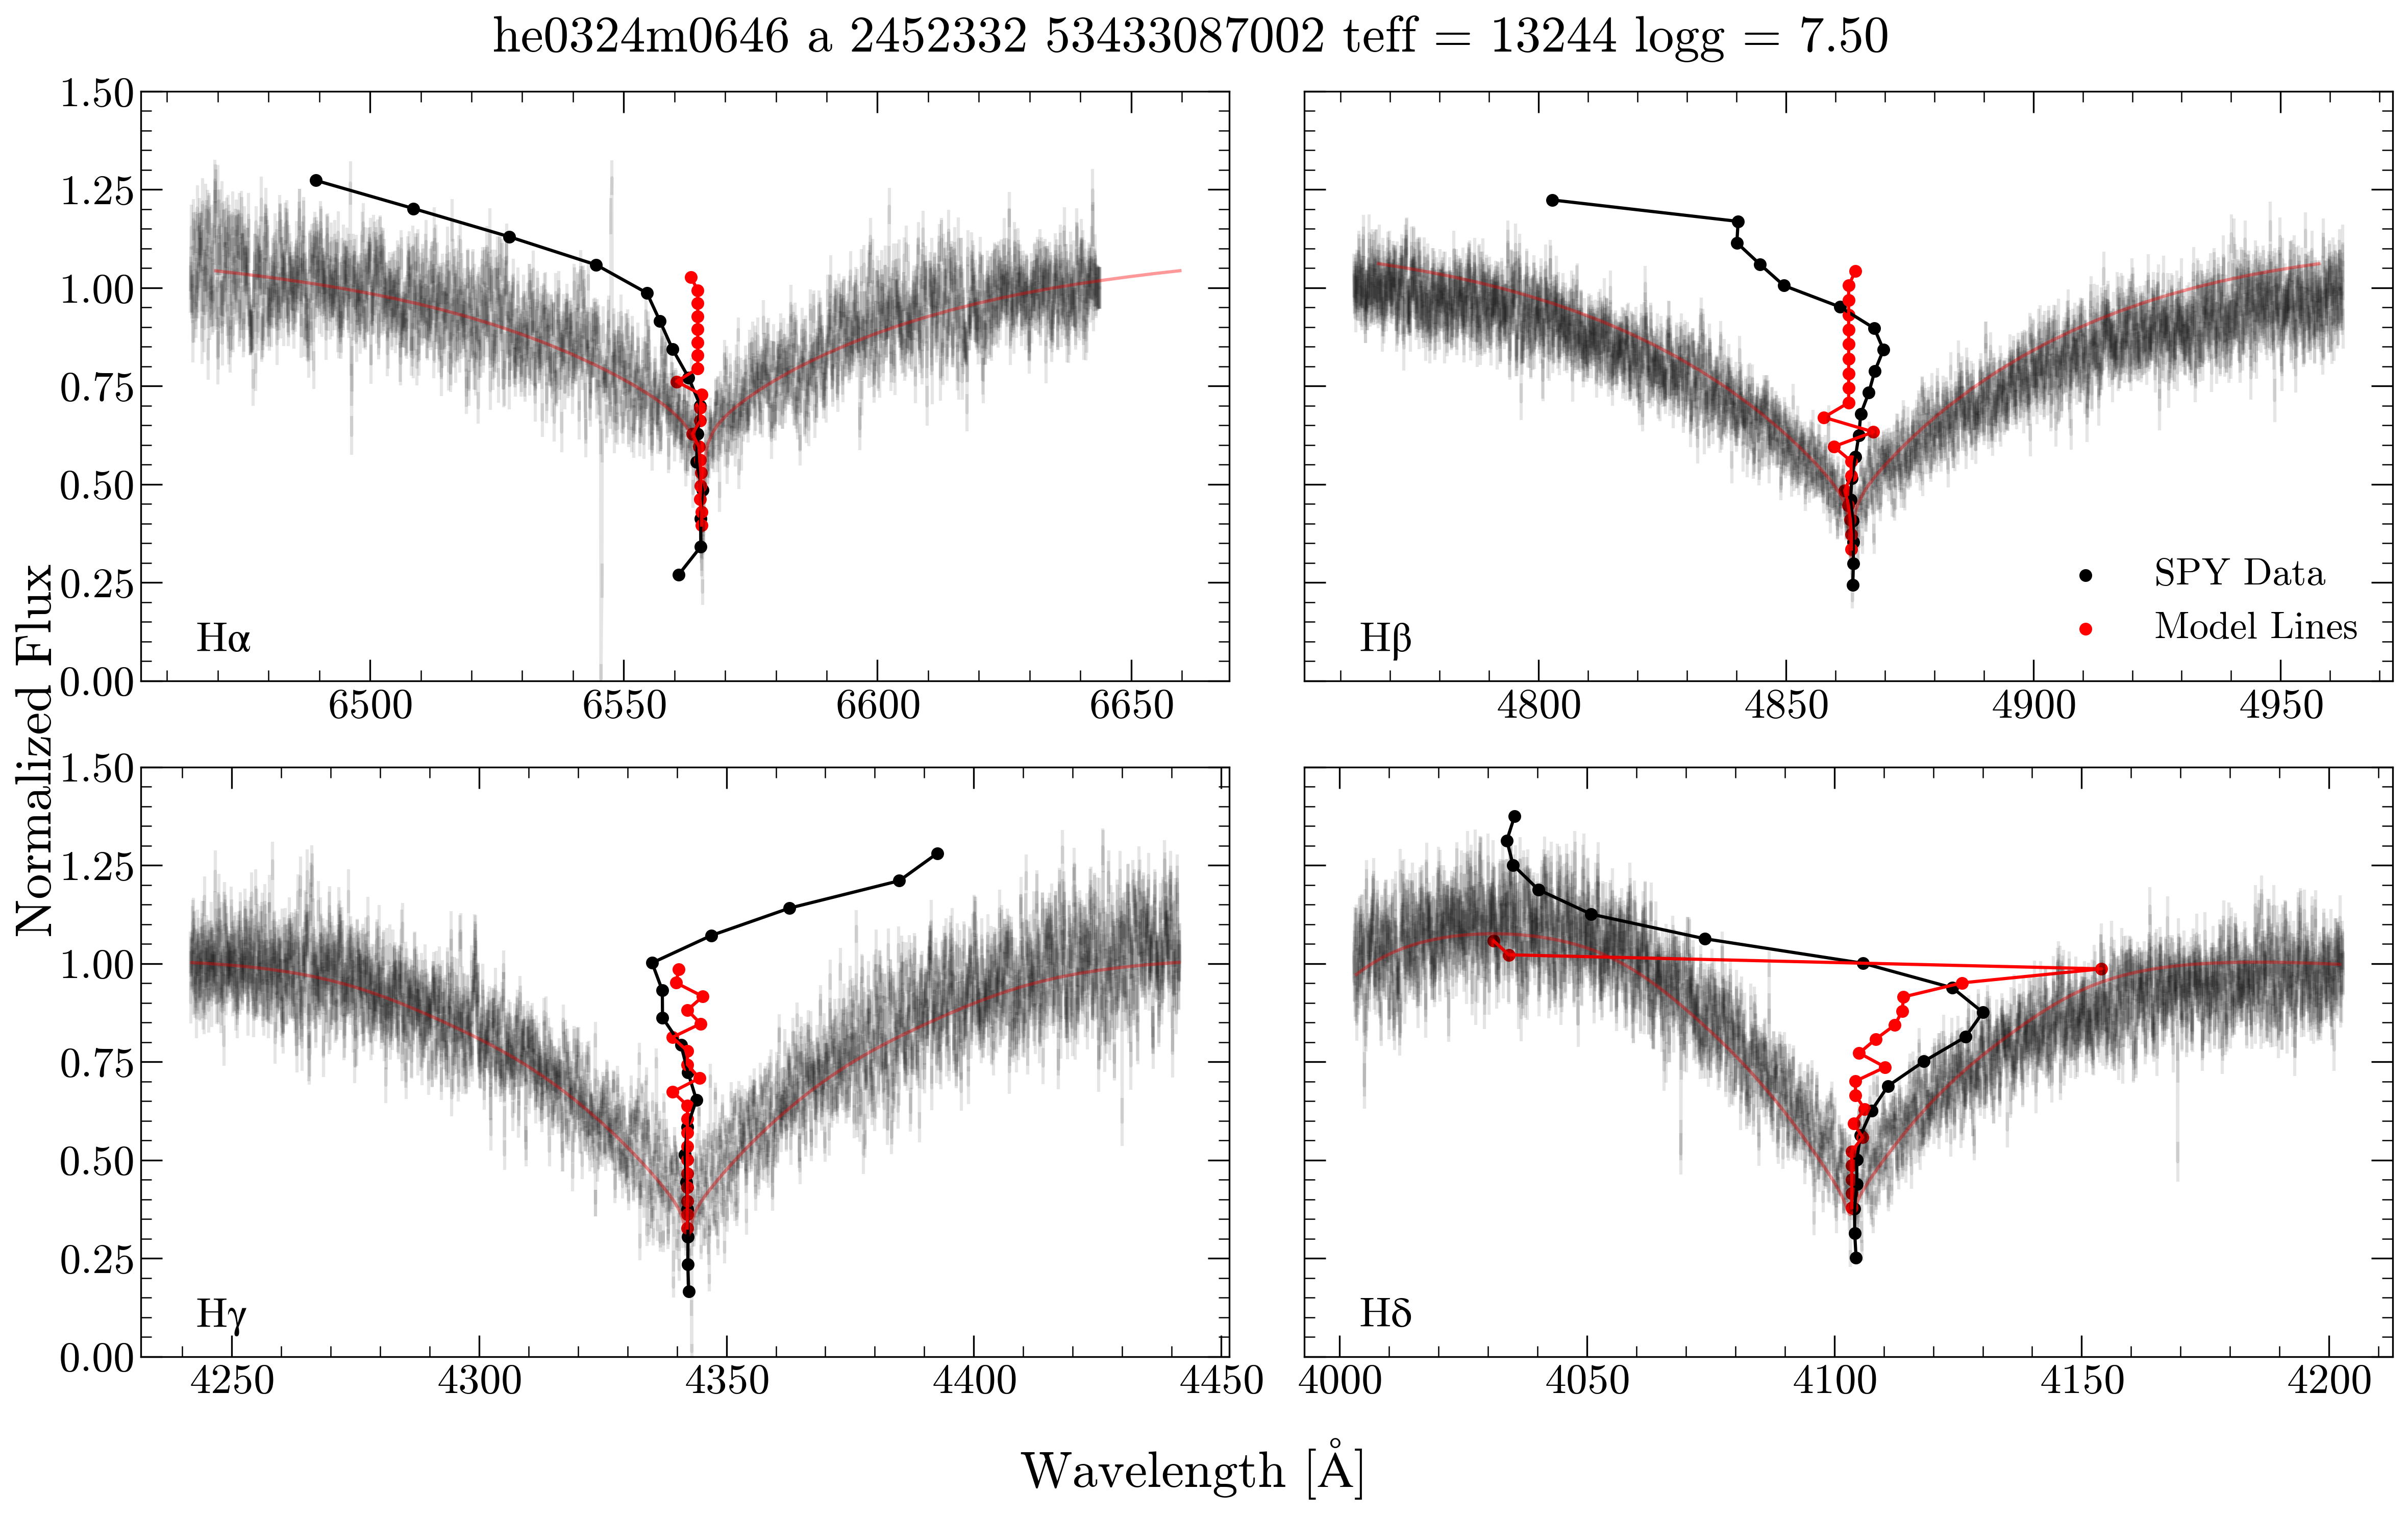 he0324m0646 a 2452332 53433087002 teff = 13244 logg = 7.50
Normalized Flux
1.50
1.25
1.00
0.75
0.50
0.25
0.00
Hα
6500 6550 6600 6650
Hβ
SPY Data
Model Lines
4800 4850 4900 4950
1.50
1.25
1.00
0.75
0.50
0.25
0.00
Hγ
4250 4300 4350 4400 4450
Hδ
4000 4050 4100 4150 4200
Wavelength [Å]